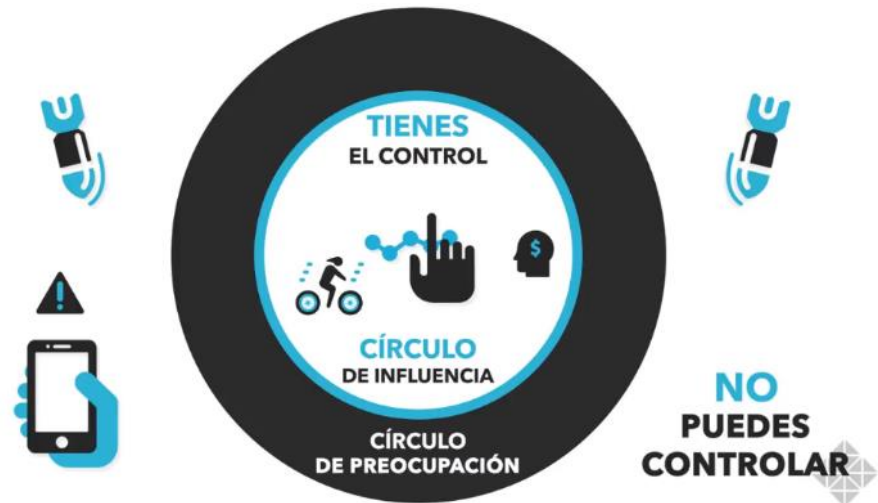 TIENES
EL CONTROL
$
CÍRCULO
DE INFLUENCIA
CÍRCULO
DE PREOCUPACIÓN
NO
PUEDES
CONTROLAR